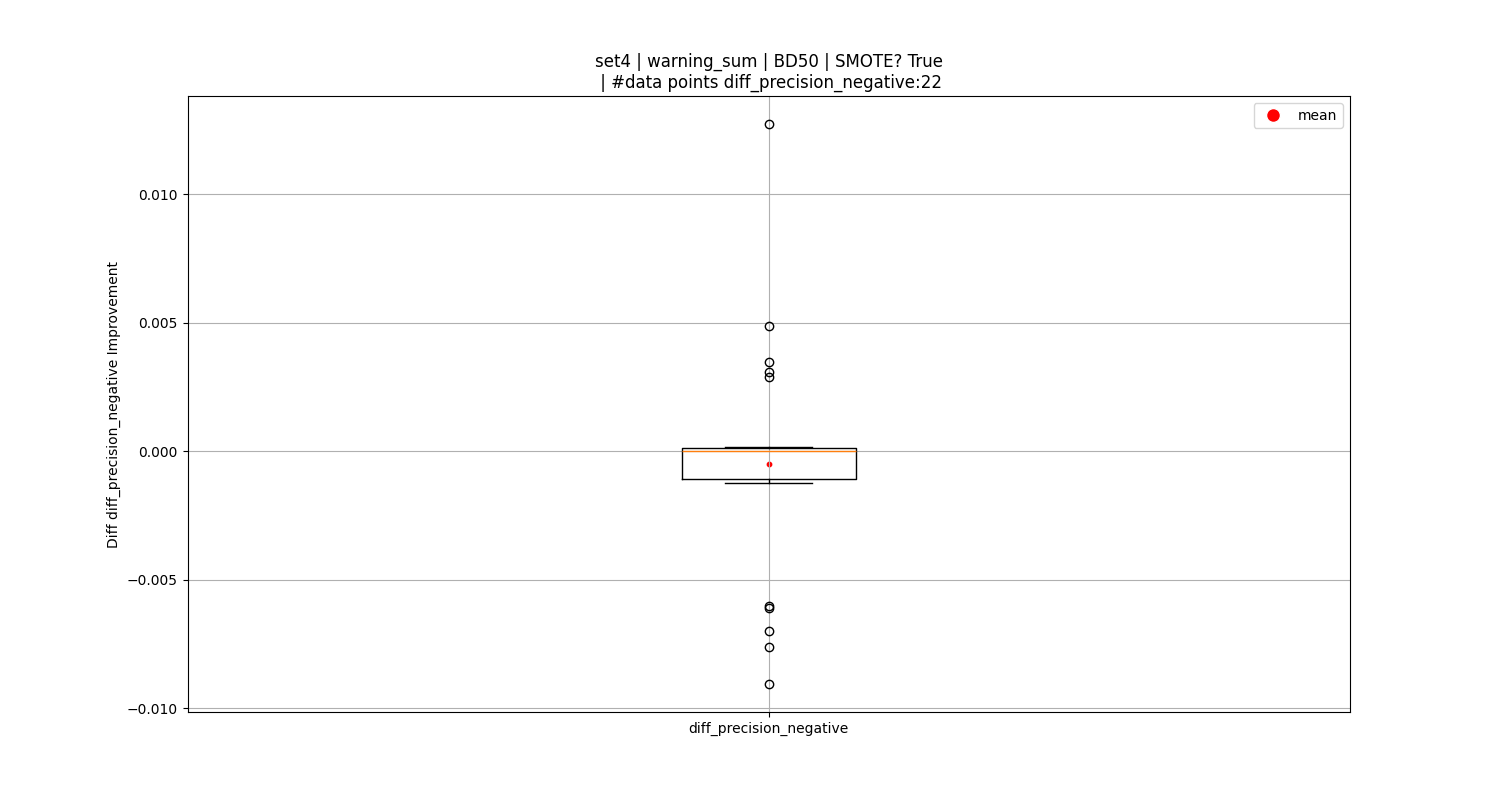 set4 | warning_sum | BD50 | SMOTE? True
| #data points diff_precision_negative:22
mean
0.010
0.005
0.000
−0.005
−0.010
Diff diff_precision_negative Improvement
diff_precision_negative